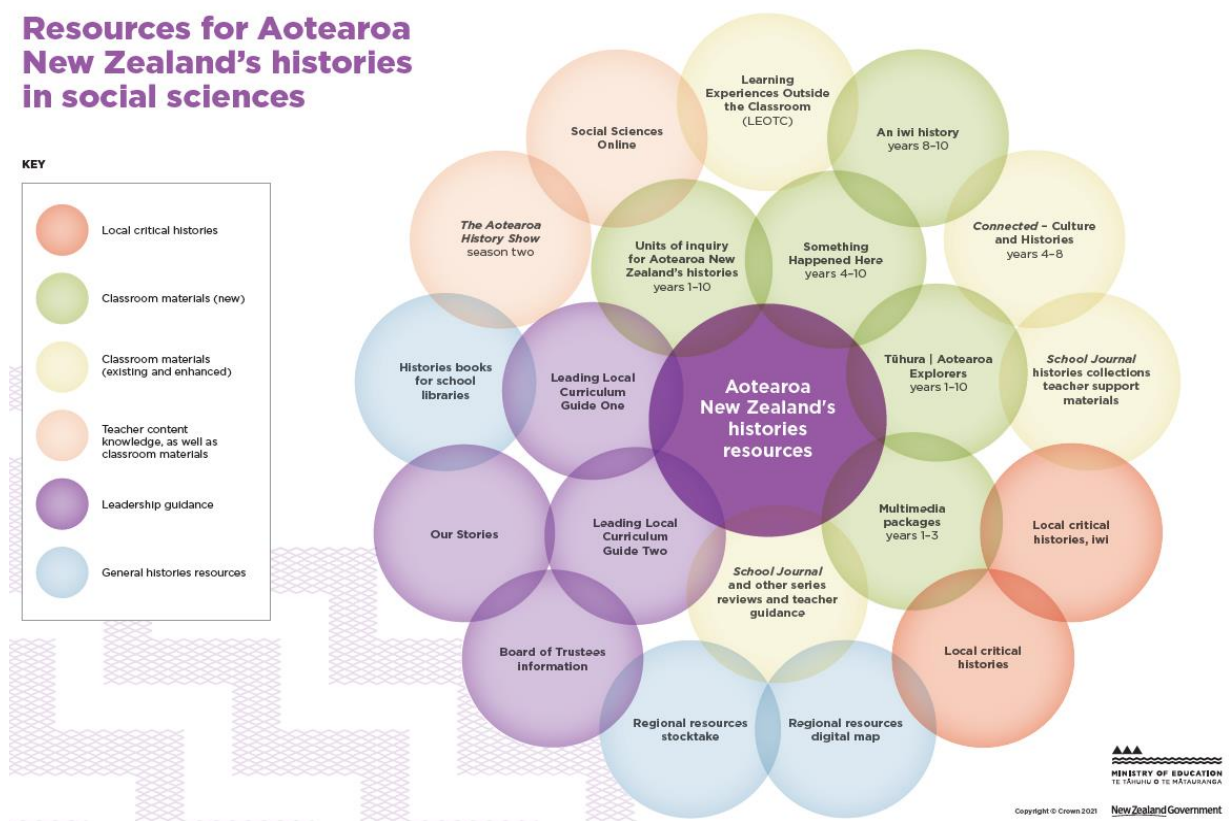 Resources for Aotearoa
New Zealand's histories
in social sciences
KEY
Local critical histories
Classroom materials (new)
Classroom materials
(existing and enhanced)
Teacher content
knowledge, as well as
classroom materials
Leadership guidance
General histories resources
Learning
Experiences Outside
the Classroom
(LEOTC)
Social Sciences
Online
An iwi history
years 8–10
The Aotearoa
History Show
season two
Units of inquiry
for Aotearoa New
Zealand's histories
years 1–10
Something
Happened Here
years 4–10
Connected – Culture
and Histories
years 4–8
Histories books
for school
libraries
Leading Local
Curriculum
Guide One
Aotearoa
New Zealand's
histories
resources
Tūhura | Aotearoa
Explorers
years 1–10
School Journal
histories collections
teacher support
materials
Our Stories
Leading Local
Curriculum
Guide Two
Multimedia
packages
years 1–3
Local critical
histories, iwi
School Journal
and other series
reviews and teacher
guidance
Board of Trustees
information
Local critical
histories
Regional resources
stocktake
Regional resources
digital map
MINISTRY OF EDUCATION
TE TĀHUHU O TE MĀTAURANGA
Copyright © Crown 2021
New Zealand Government